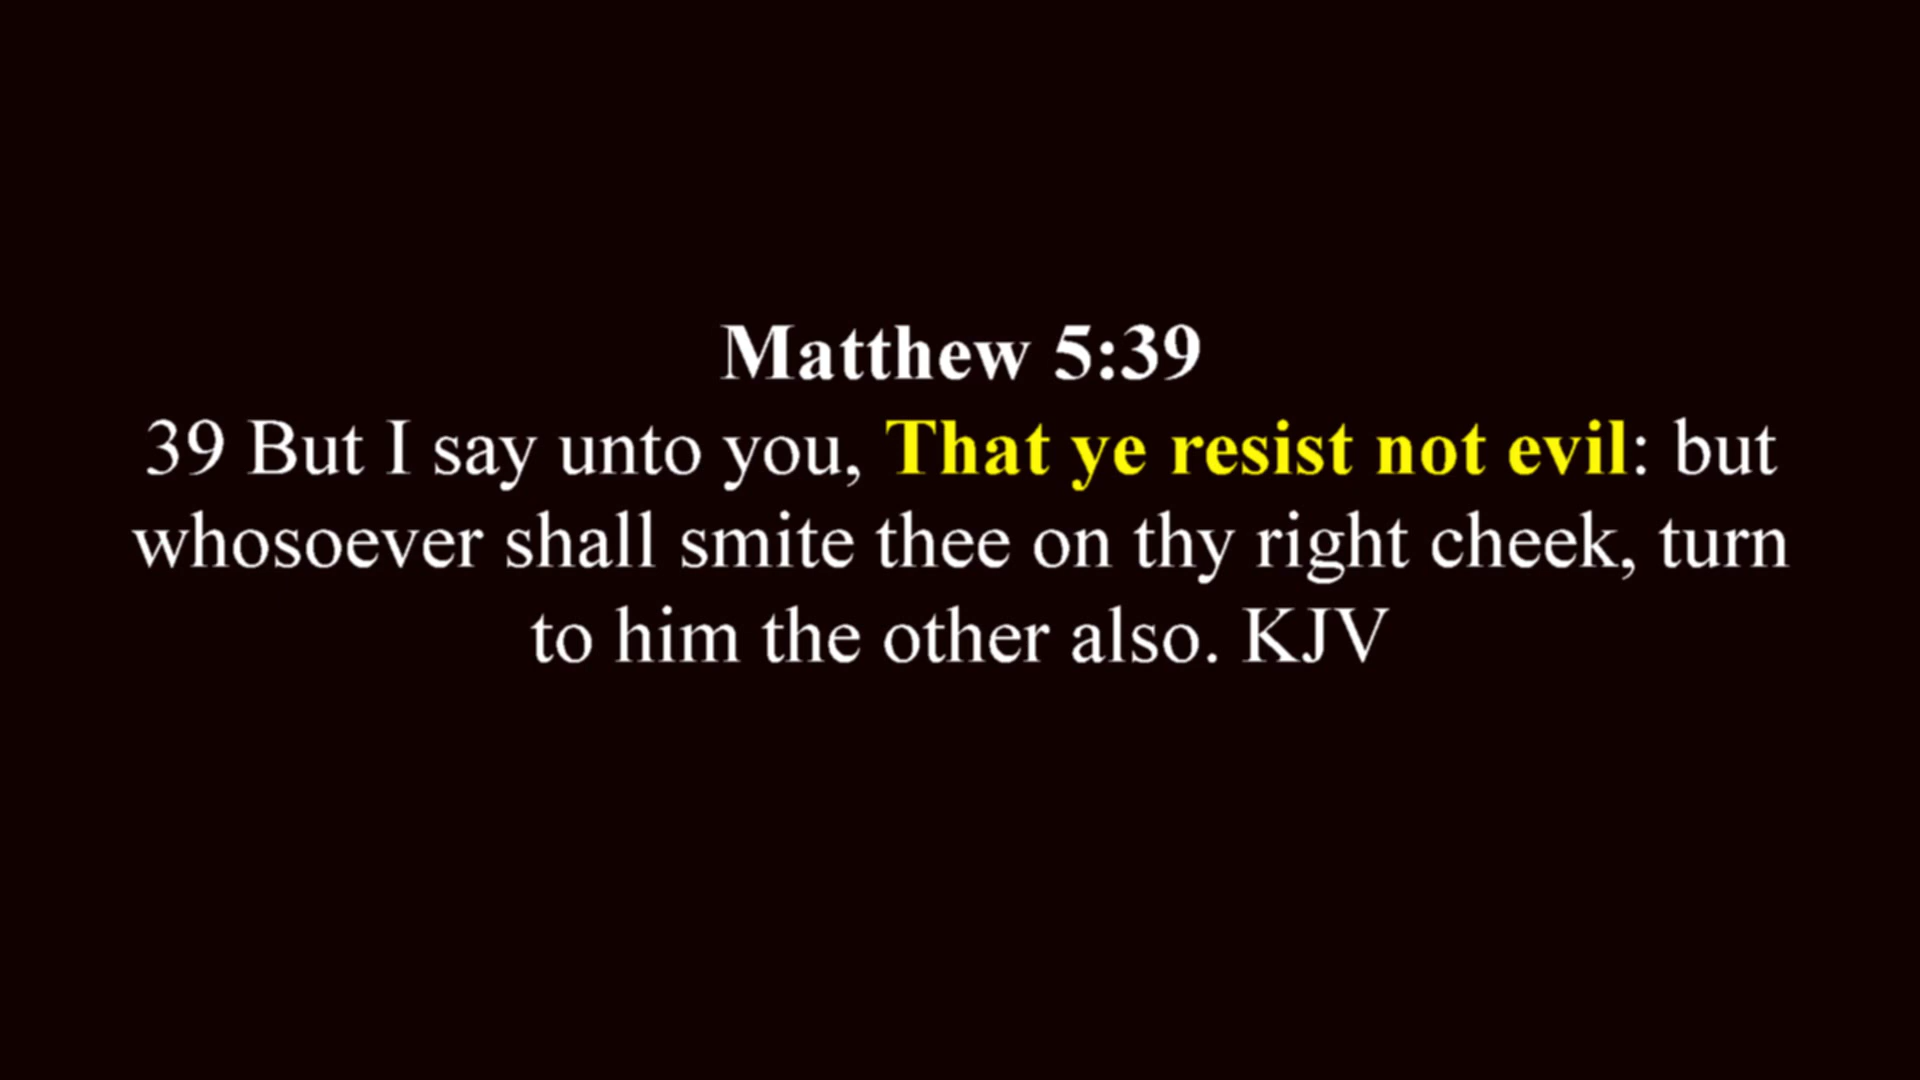 Matthew 5:39
39 But I say unto you, That ye resist not evil: but
whosoever shall smite thee on thy right cheek, turn
to him the other also. KJV